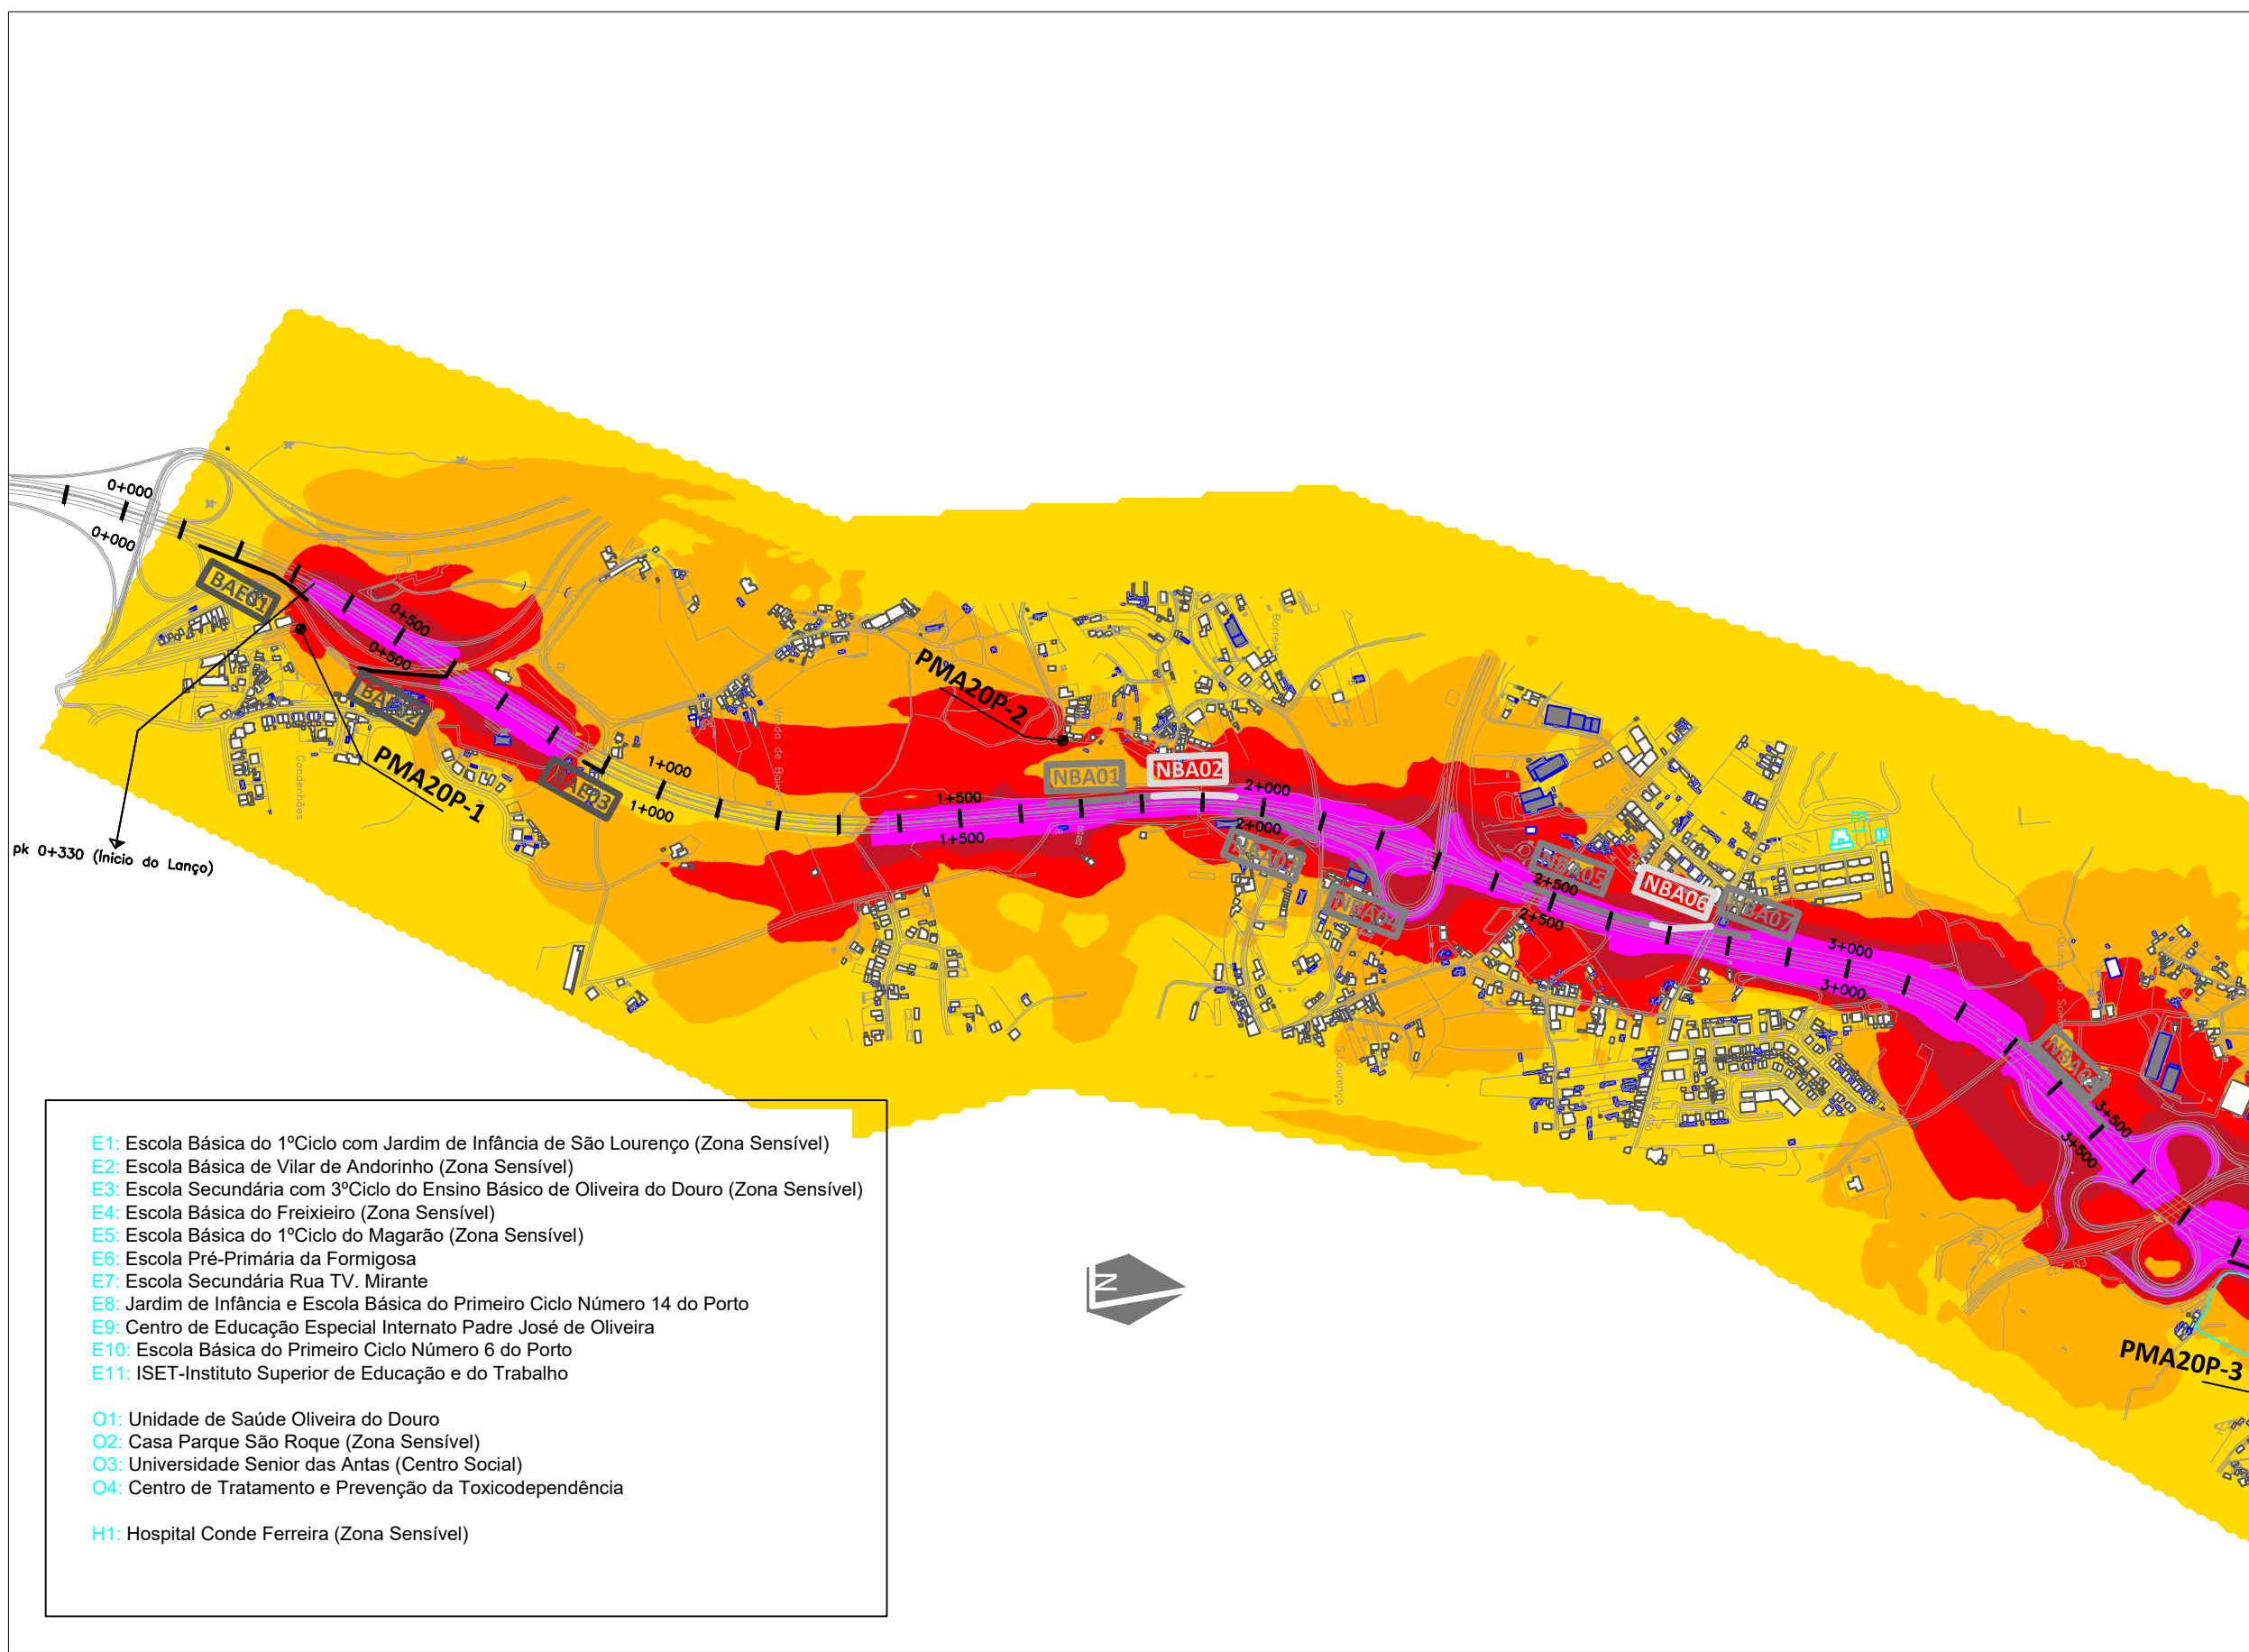 0+000
0+000
BAE01
0+500
0+500
BAE02
PMA20P-1
Gondenhães
BAE03
1+000
1+000
pk 0+330 (Início do Lanço)
PMA20P-2
Borreles
NBA01
NBA02
1+500
1+500
2+000
2+000
NBA03
NBA04
S.Lourenço
NBA05
2+500
2+500
NBA06
NBA07
3+000
3+000
3+500
3+500
EN 222
PMA20P-3
N
E1: Escola Básica do 1ºCiclo com Jardim de Infância de São Lourenço (Zona Sensível)
E2: Escola Básica de Vilar de Andorinho (Zona Sensível)
E3: Escola Secundária com 3ºCiclo do Ensino Básico de Oliveira do Douro (Zona Sensível)
E4: Escola Básica do Freixieiro (Zona Sensível)
E5: Escola Básica do 1ºCiclo do Magarão (Zona Sensível)
E6: Escola Pré-Primária da Formigosa
E7: Escola Secundária Rua TV. Mirante
E8: Jardim de Infância e Escola Básica do Primeiro Ciclo Número 14 do Porto
E9: Centro de Educação Especial Internato Padre José de Oliveira
E10: Escola Básica do Primeiro Ciclo Número 6 do Porto
E11: ISET-Instituto Superior de Educação e do Trabalho
O1: Unidade de Saúde Oliveira do Douro
O2: Casa Parque São Roque (Zona Sensível)
O3: Universidade Senior das Antas (Centro Social)
O4: Centro de Tratamento e Prevenção da Toxicodependência
H1: Hospital Conde Ferreira (Zona Sensível)